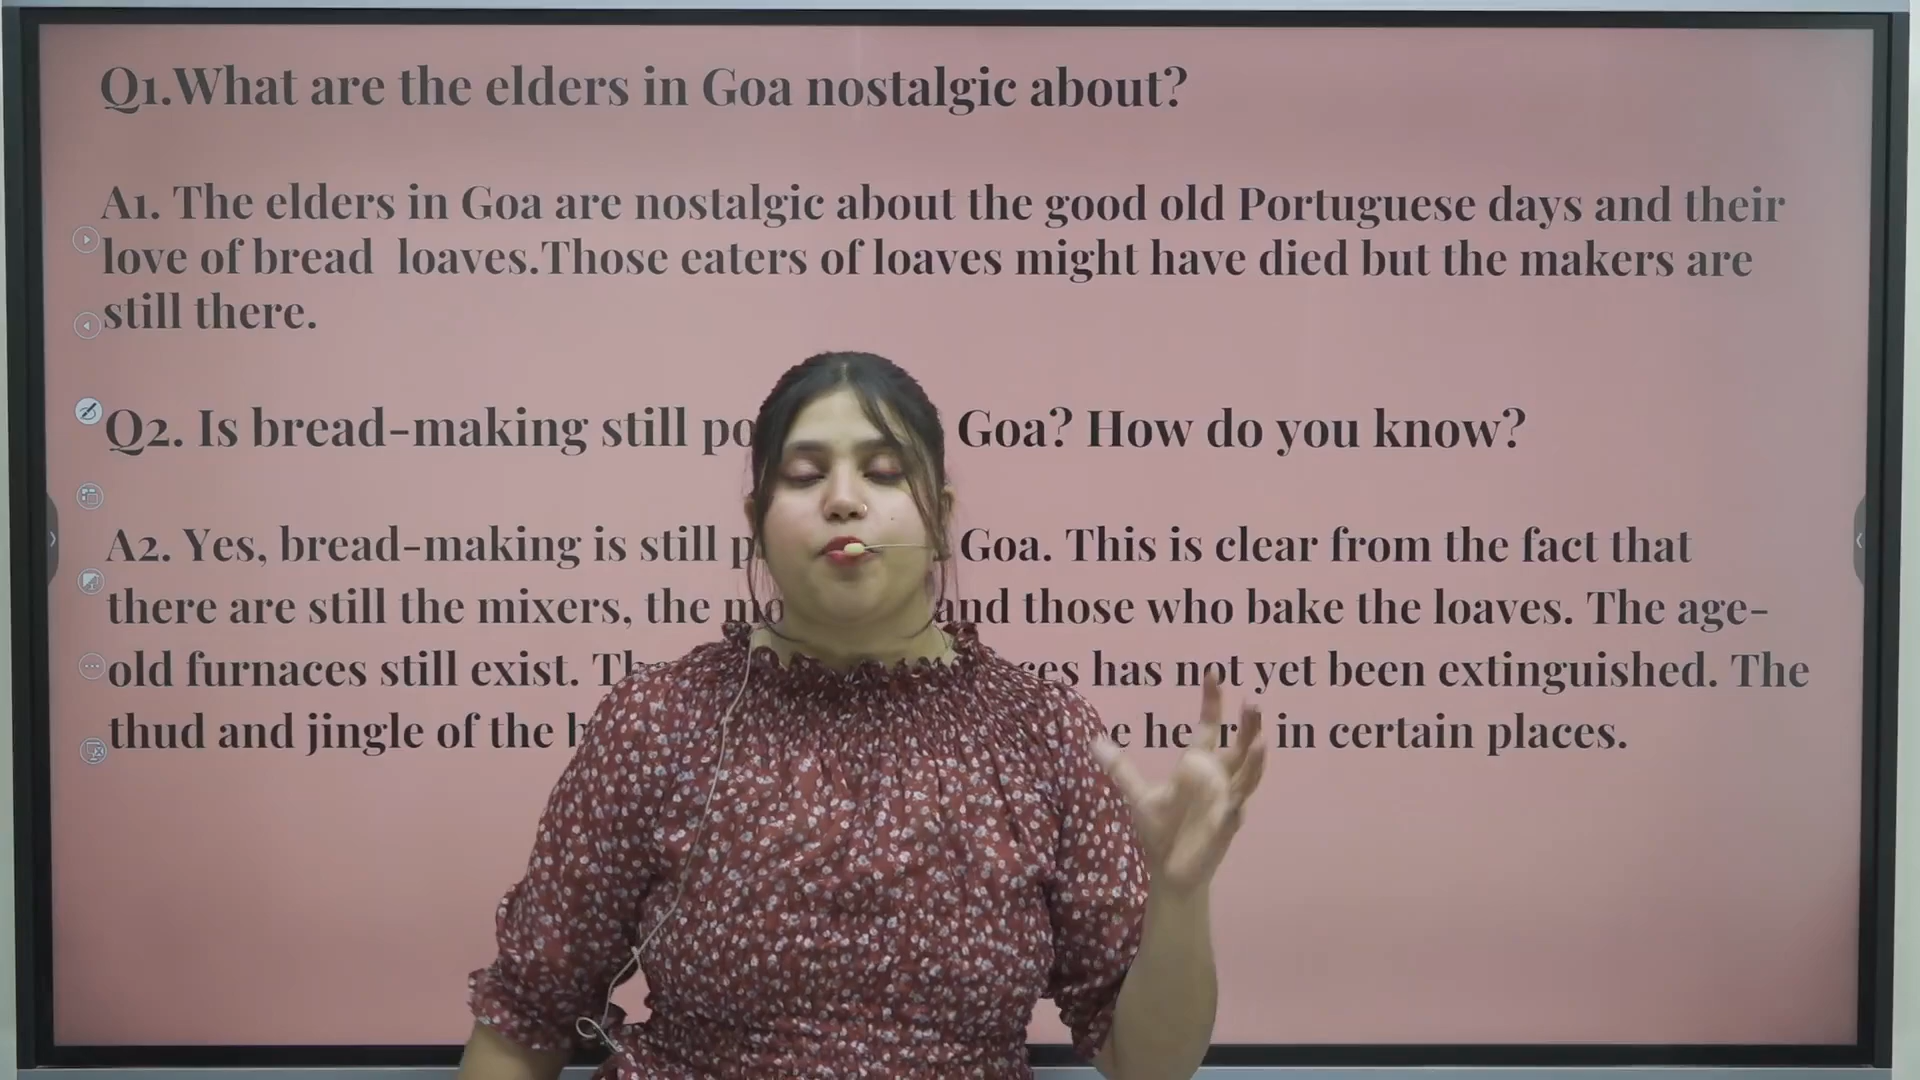 Q1.What are the elders in Goa nostalgic about?
A1. The elders in Goa are nostalgic about the good old Portuguese days and their
love of bread loaves.Those eaters of loaves might have died but the makers are
still there.
Q2. Is bread-making still Goa? How do you know?
A2. Yes, bread-making is still Goa. This is clear from the fact that
there are still the mixers, the and those who bake the loaves. The age-
old furnaces still exist. has not yet been extinguished. The
thud and jingle of the in certain places.